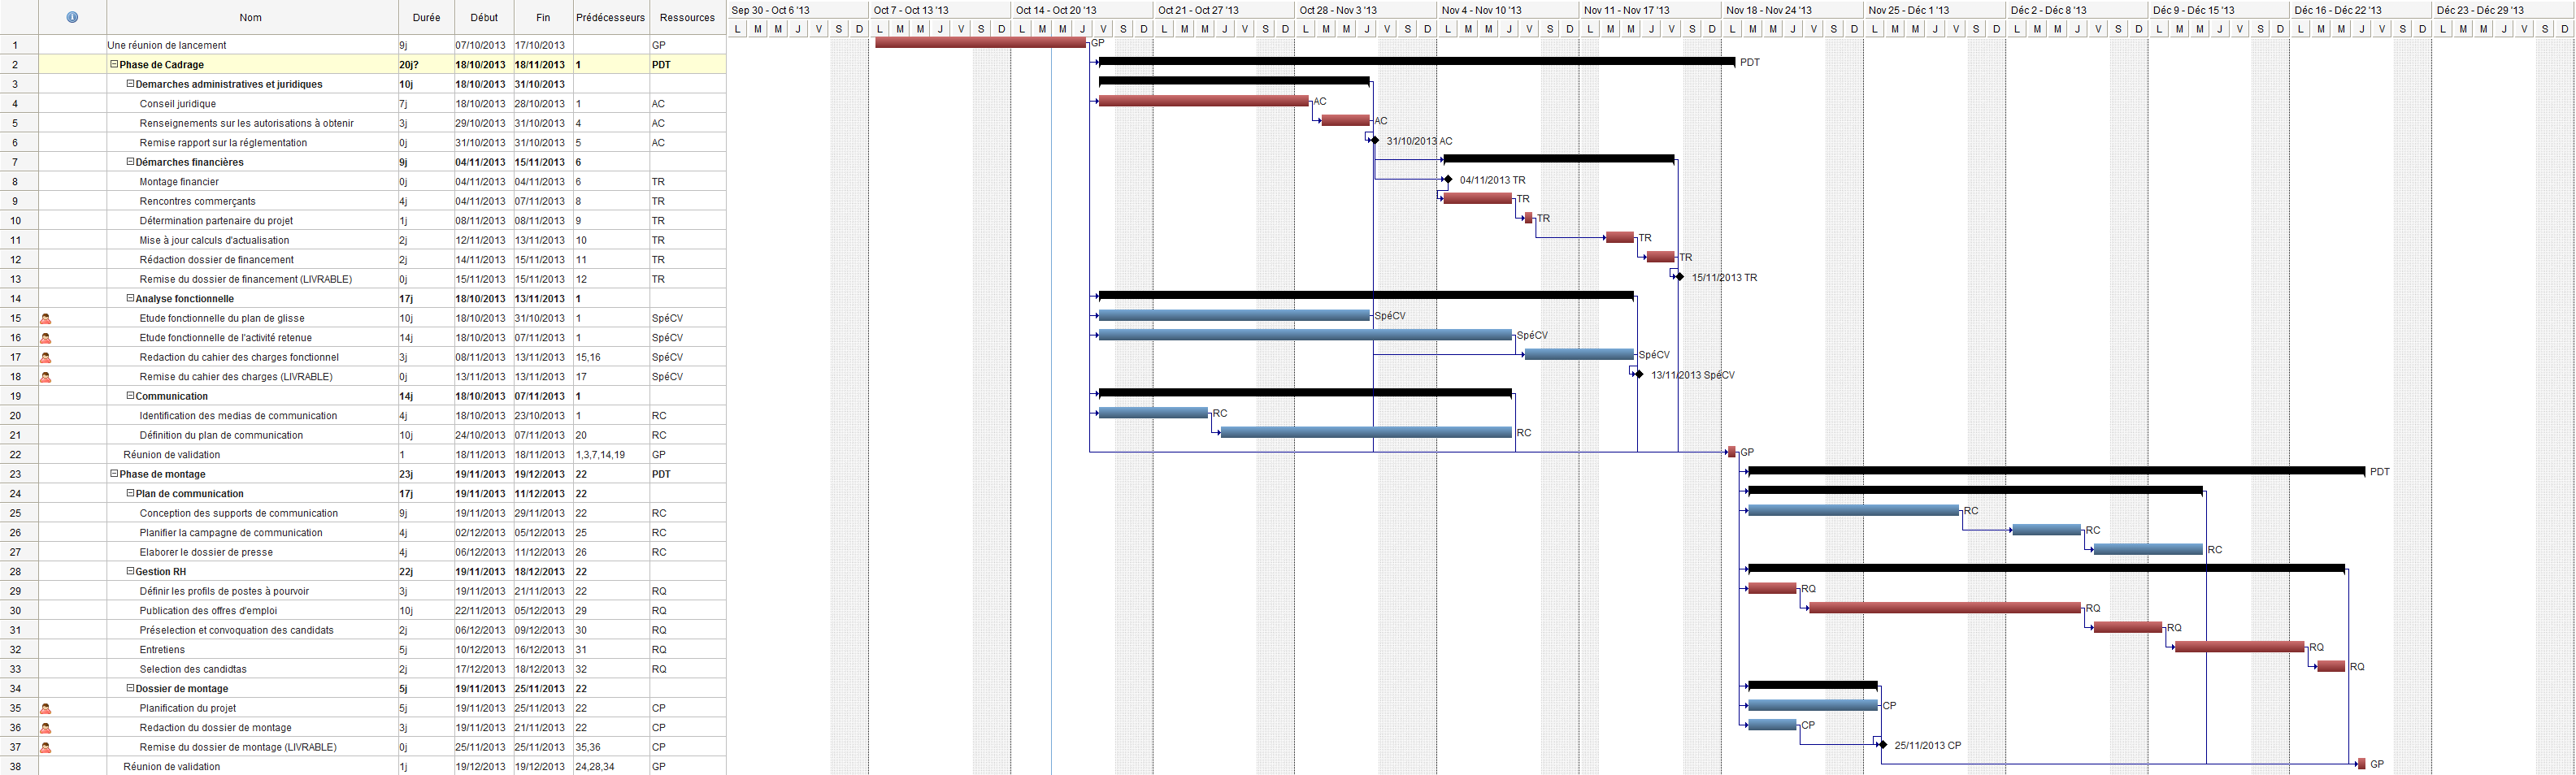 Nom Durée Début Fin Prédécesseurs Ressources
Sep 30 - Oct 6 '13 Oct 7 - Oct 13 '13 Oct 14 - Oct 20 '13 Oct 21 - Oct 27 '13 Oct 28 - Nov 3 '13 Nov 4 - Nov 10 '13 Nov 11 - Nov 17 '13 Nov 18 - Nov 24 '13 Nov 25 - Déc 1 '13 Déc 2 - Déc 8 '13 Déc 9 - Déc 15 '13 Déc 16 - Déc 22 '13 Déc 23 - Déc 29 '13
L M M J V S D L M M J V S D L M M J V S D L M M J V S D L M M J V S D L M M J V S D L M M J V S D L M M J V S D L M M J V S D L M M J V S D L M M J V S D L M M J V S D L M M J V S D
1 Une réunion de lancement 9j 07/10/2013 17/10/2013 GP GP
2 Phase de Cadrage 20j? 18/10/2013 18/11/2013 1 PDT PDT
3 Demarches administratives et juridiques 10j 18/10/2013 31/10/2013
4 Conseil juridique 7j 18/10/2013 28/10/2013 1 AC AC
5 Renseignements sur les autorisations à obtenir 3j 29/10/2013 31/10/2013 4 AC AC
6 Remise rapport sur la réglementation 0j 31/10/2013 31/10/2013 5 AC 31/10/2013 AC
7 Démarches financières 9j 04/11/2013 15/11/2013 6
8 Montage financier 0j 04/11/2013 04/11/2013 6 TR 04/11/2013 TR
9 Rencontres commerçants 4j 04/11/2013 07/11/2013 8 TR TR
10 Détermination partenaire du projet 1j 08/11/2013 08/11/2013 9 TR TR
11 Mise à jour calculs d'actualisation 2j 12/11/2013 13/11/2013 10 TR TR
12 Rédaction dossier de financement 2j 14/11/2013 15/11/2013 11 TR TR
13 Remise du dossier de financement (LIVRABLE) 0j 15/11/2013 15/11/2013 12 TR 15/11/2013 TR
14 Analyse fonctionnelle 17j 18/10/2013 13/11/2013 1
15 Etude fonctionnelle du plan de glisse 10j 18/10/2013 31/10/2013 1 SpéCV SpéCV
16 Etude fonctionnelle de l'activité retenue 14j 18/10/2013 07/11/2013 1 SpéCV SpéCV
17 Redaction du cahier des charges fonctionnel 3j 08/11/2013 13/11/2013 15,16 SpéCV SpéCV
18 Remise du cahier des charges (LIVRABLE) 0j 13/11/2013 13/11/2013 17 SpéCV 13/11/2013 SpéCV
19 Communication 14j 18/10/2013 07/11/2013 1
20 Identification des medias de communication 4j 18/10/2013 23/10/2013 1 RC RC
21 Définition du plan de communication 10j 24/10/2013 07/11/2013 20 RC RC
22 Réunion de validation 1 18/11/2013 18/11/2013 1,3,7,14,19 GP GP
23 Phase de montage 23j 19/11/2013 19/12/2013 22 PDT PDT
24 Plan de communication 17j 19/11/2013 11/12/2013 22
25 Conception des supports de communication 9j 19/11/2013 29/11/2013 22 RC RC
26 Planifier la campagne de communication 4j 02/12/2013 05/12/2013 25 RC RC
27 Elaborer le dossier de presse 4j 06/12/2013 11/12/2013 26 RC RC
28 Gestion RH 22j 19/11/2013 18/12/2013 22
29 Définir les profils de postes à pourvoir 3j 19/11/2013 21/11/2013 22 RQ RQ
30 Publication des offres d'emploi 10j 22/11/2013 05/12/2013 29 RQ RQ
31 Préselection et convoquation des candidats 2j 06/12/2013 09/12/2013 30 RQ RQ
32 Entretiens 5j 10/12/2013 16/12/2013 31 RQ RQ
33 Selection des candidtas 2j 17/12/2013 18/12/2013 32 RQ RQ
34 Dossier de montage 5j 19/11/2013 25/11/2013 22
35 Planification du projet 5j 19/11/2013 25/11/2013 22 CP CP
36 Redaction du dossier de montage 3j 19/11/2013 21/11/2013 22 CP CP
37 Remise du dossier de montage (LIVRABLE) 0j 25/11/2013 25/11/2013 35,36 CP 25/11/2013 CP
38 Réunion de validation 1j 19/12/2013 19/12/2013 24,28,34 GP GP